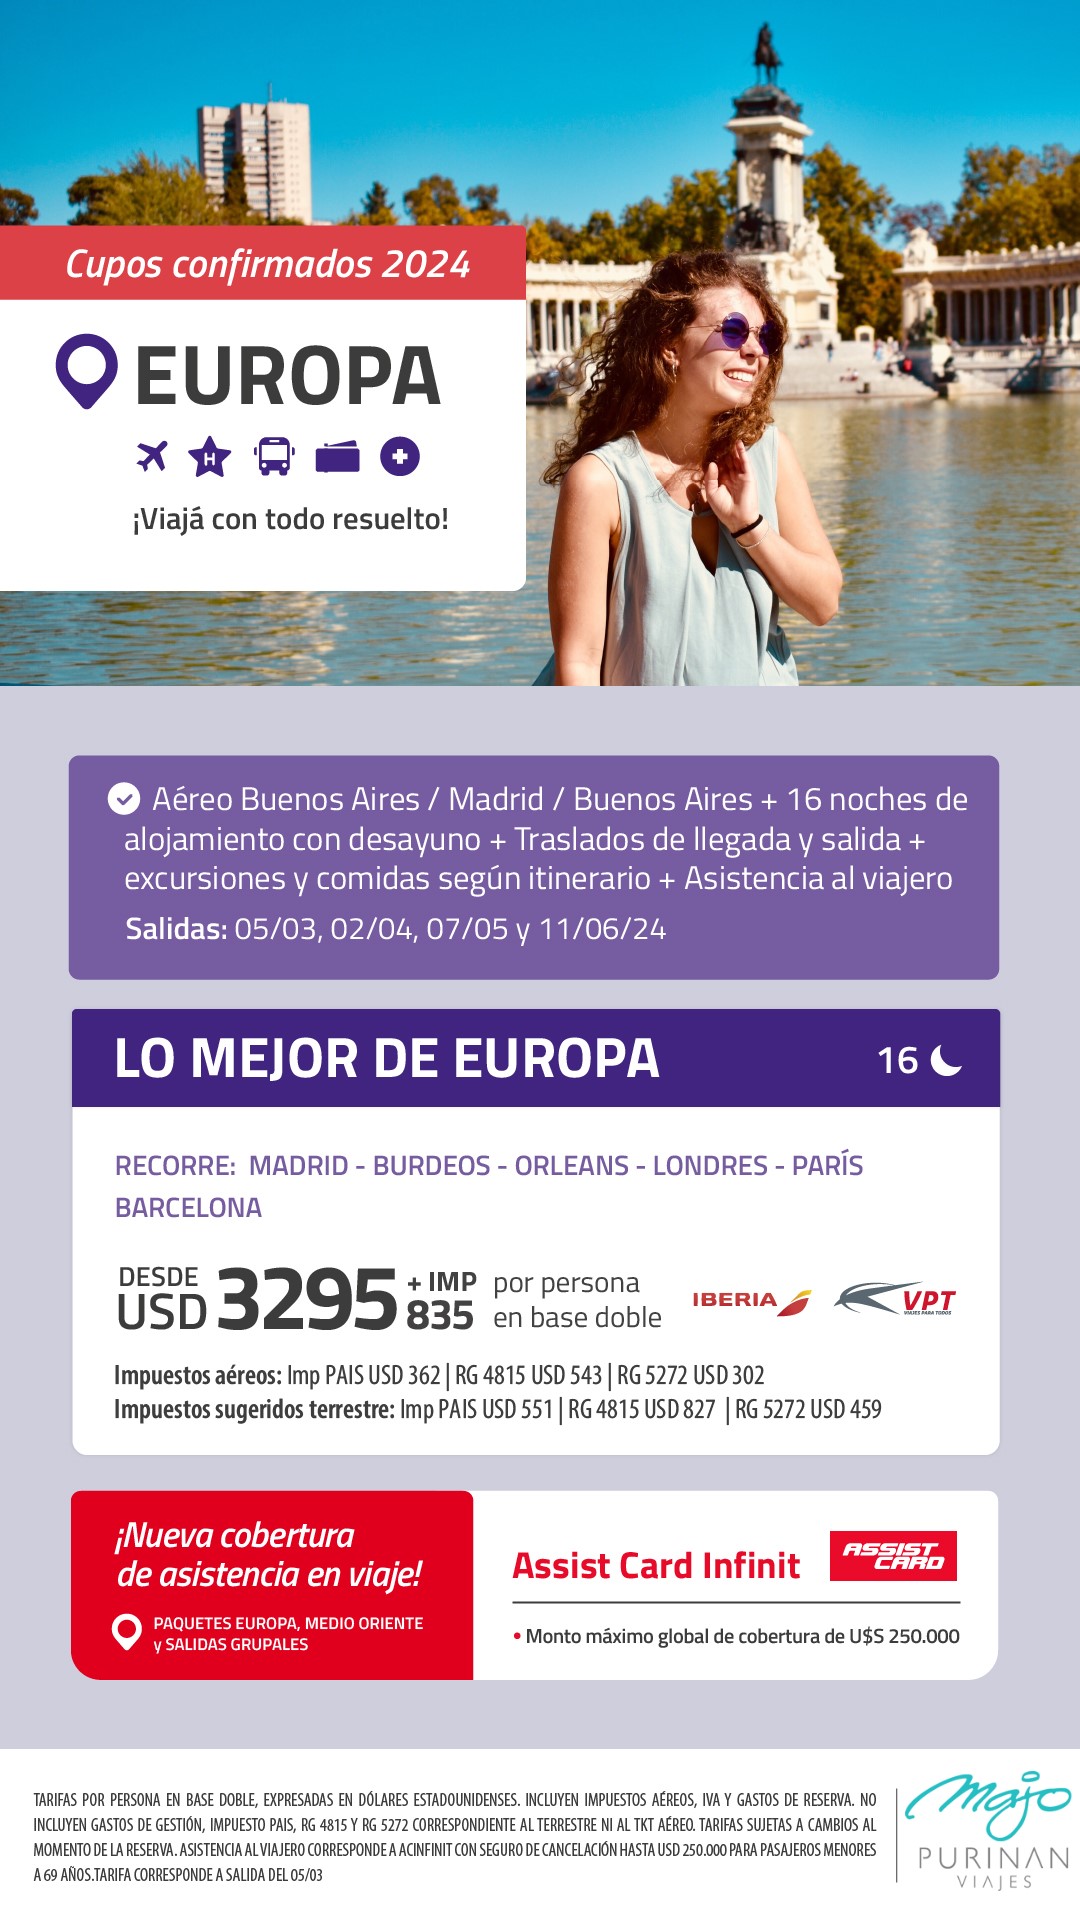 Cupos confirmados 2024
EUROPA
H
¡Viajá con todo resuelto!
Aéreo Buenos Aires / Madrid / Buenos Aires + 16 noches de
alojamiento con desayuno + Traslados de llegada y salida +
excursiones y comidas según itinerario + Asistencia al viajero
Salidas: 05/03, 02/04, 07/05 y 11/06/24
LO MEJOR DE EUROPA 16
RECORRE: MADRID - BURDEOS - ORLEANS - LONDRES - PARÍS
BARCELONA
DESDE
USD 3295 + IMP 835
por persona
en base doble
IBERIA
VPT
VIAJES PARA TODOS
Impuestos aéreos: Imp PAIS USD 362 | RG 4815 USD 543 | RG 5272 USD 302
Impuestos sugeridos terrestre: Imp PAIS USD 551 | RG 4815 USD 827 | RG 5272 USD 459
¡Nueva cobertura
de asistencia en viaje!
PAQUETES EUROPA, MEDIO ORIENTE
y SALIDAS GRUPALES
Assist Card Infinit
ASSIST
CARD
• Monto máximo global de cobertura de U$S 250.000
TARIFAS POR PERSONA EN BASE DOBLE, EXPRESADAS EN DÓLARES ESTADOUNIDENSES. INCLUYEN IMPUESTOS AÉREOS, IVA Y GASTOS DE RESERVA. NO
INCLUYEN GASTOS DE GESTIÓN, IMPUESTO PAIS, RG 4815 Y RG 5272 CORRESPONDIENTE AL TERRESTRE NI AL TKT AÉREO. TARIFAS SUJETAS A CAMBIOS AL
MOMENTO DE LA RESERVA. ASISTENCIA AL VIAJERO CORRESPONDE A ACINFINIT CON SEGURO DE CANCELACIÓN HASTA USD 250.000 PARA PASAJEROS MENORES
A 69 AÑOS.TARIFA CORRESPONDE A SALIDA DEL 05/03
Majo
PURINAN
VIAJES